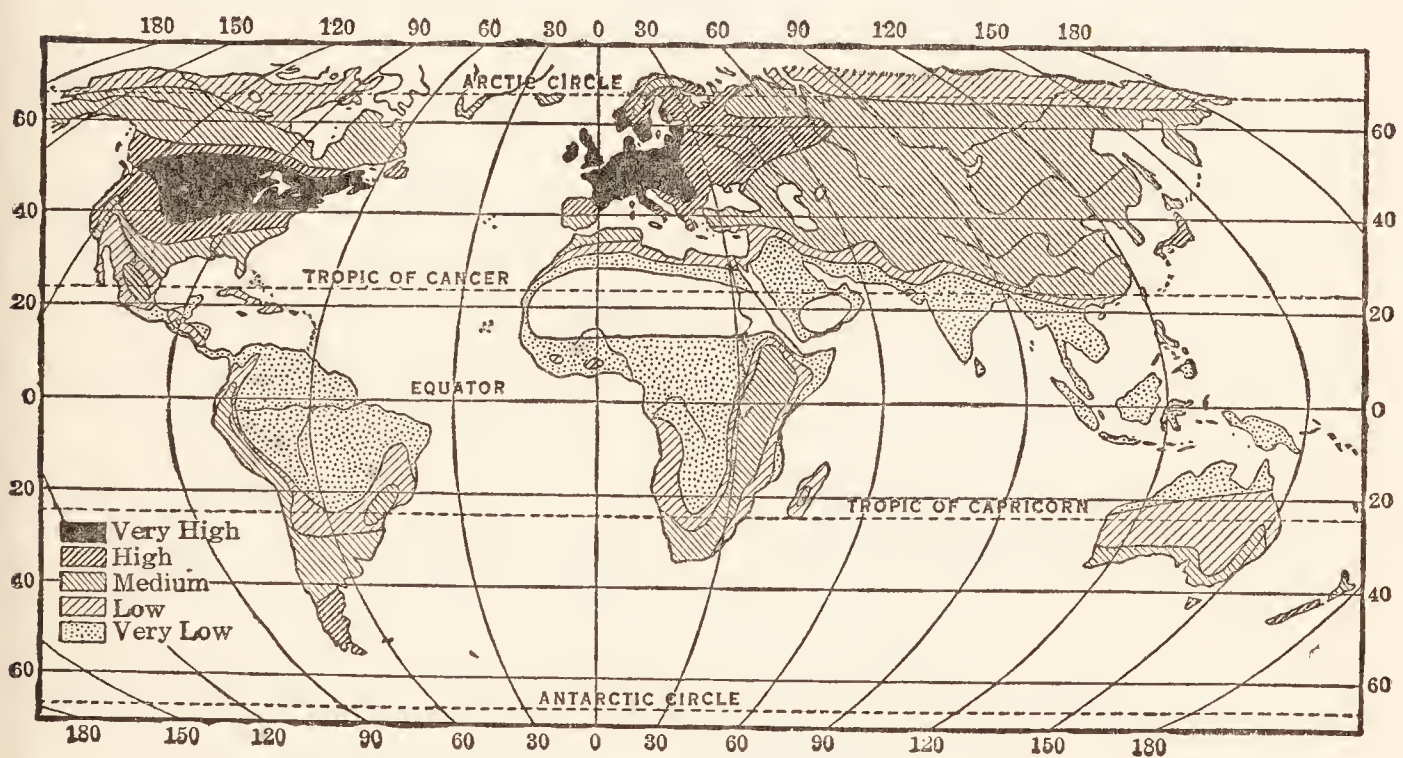 180 150 120 90 60 30 0 30 60 90 120 150 180
ARCTIC CIRCLE
60 60
40 40
TROPIC OF CANCER
20 20
EQUATOR
0 0
20 20
TROPIC OF CAPRICORN
Very High
High
Medium
Low
Very Low
40 40
60 60
ANTARCTIC CIRCLE
180 150 120 90 60 30 0 30 60 90 120 150 180